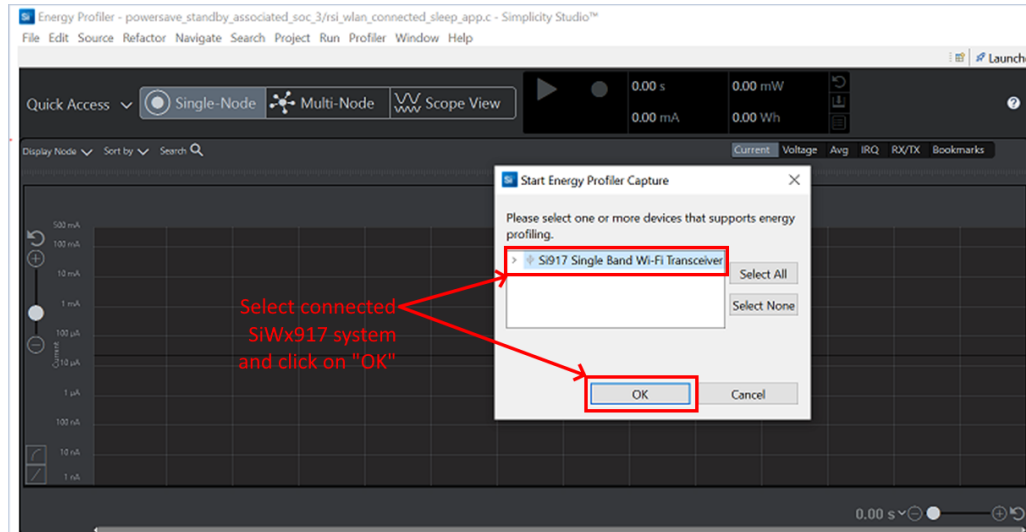 Si Energy Profiler - powersave_standby_associated_soc_3/rsi_wlan_connected_sleep_app.c - Simplicity Studio™
File Edit Source Refactor Navigate Search Project Run Profiler Window Help
Launche
Quick Access
Single-Node
Multi-Node
Scope View
0.00 s
0.00 mW
0.00 mA
0.00 Wh
Display Node Sort by Search
Current Voltage Avg IRQ RX/TX Bookmarks
Si Start Energy Profiler Capture
Please select one or more devices that supports energy
profiling.
Si917 Single Band Wi-Fi Transceiver
Select All
Select None
OK
Cancel
Select connected
SiWx917 system
and click on "OK"
500 mA
100 mA
10 mA
1 mA
100 µA
Current
10 µA
1 µA
100 nA
10 nA
1 nA
0.00 s